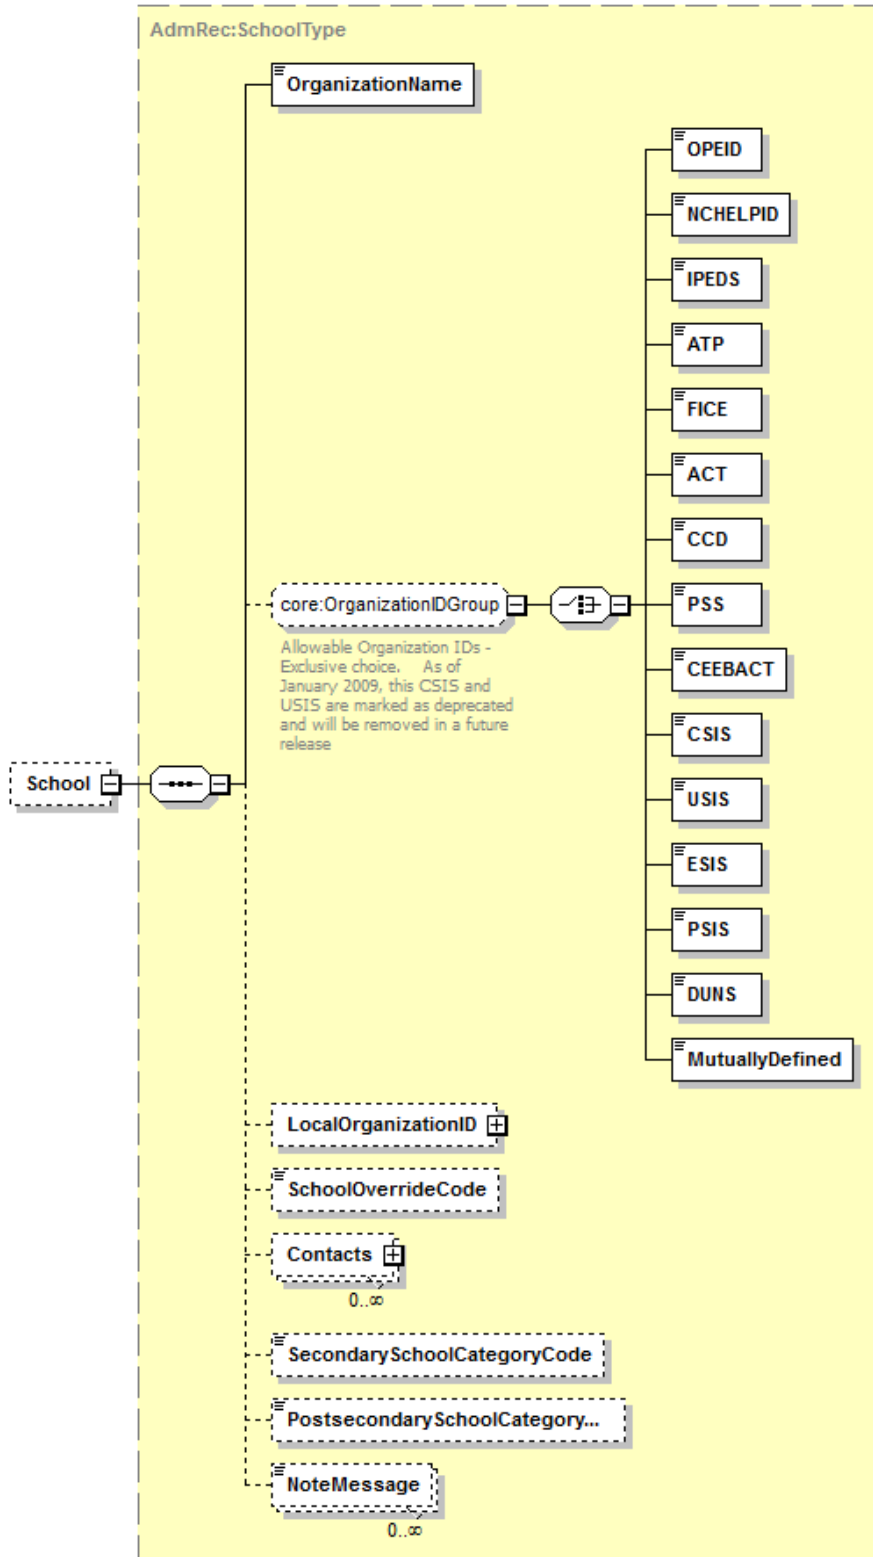 AdmRec:SchoolType
OrganizationName
OPEID
NCHELPID
IPEDS
ATP
FICE
ACT
CCD
core:OrganizationIDGroup
PSS
Allowable Organization IDs -
Exclusive choice. As of
January 2009, this CSIS and
USIS are marked as deprecated
and will be removed in a future
release
CEEBACT
CSIS
School
USIS
ESIS
PSIS
DUNS
MutuallyDefined
LocalOrganizationID
SchoolOverrideCode
Contacts
0..∞
SecondarySchoolCategoryCode
PostsecondarySchoolCategory...
NoteMessage
0..∞